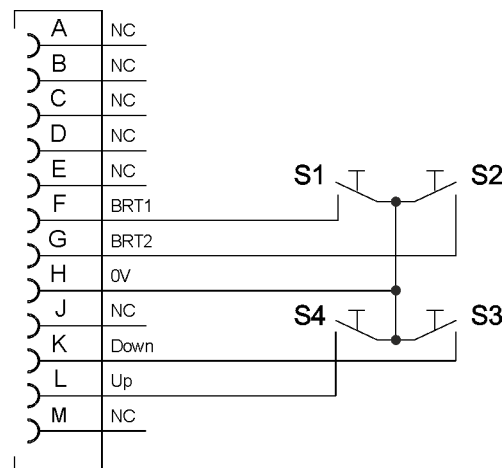 A NC
B NC
C NC
D NC
E NC
S1 S2
F BRT1
G BRT2
H 0V
J NC
S4 S3
K Down
L Up
M NC